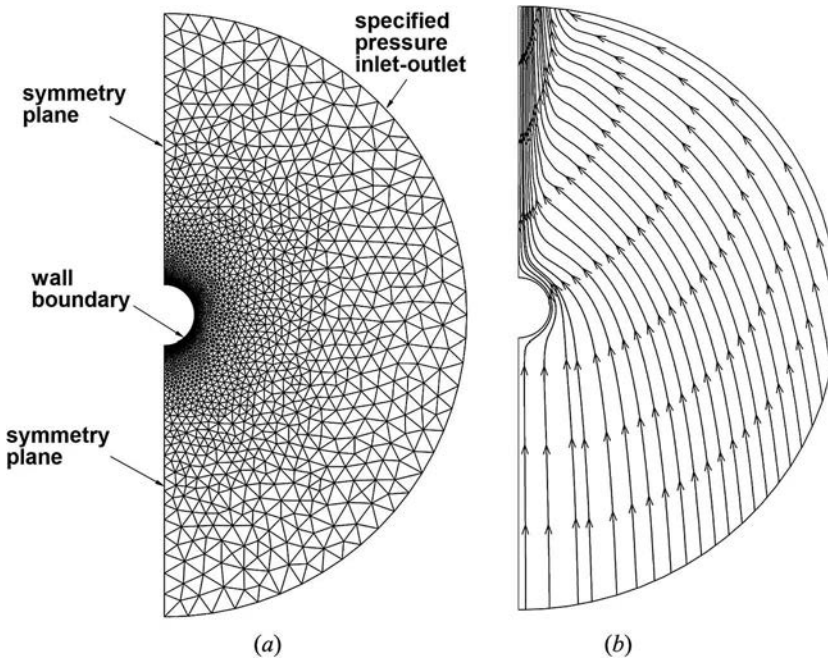 specified
pressure
inlet-outlet
symmetry
plane
wall
boundary
symmetry
plane
(a)
(b)